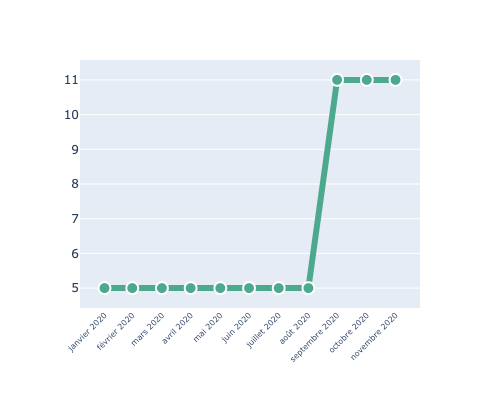 11
10
9
8
7
6
5
janvier 2020
février 2020
mars 2020
avril 2020
mai 2020
juin 2020
juillet 2020
août 2020
septembre 2020
octobre 2020
novembre 2020